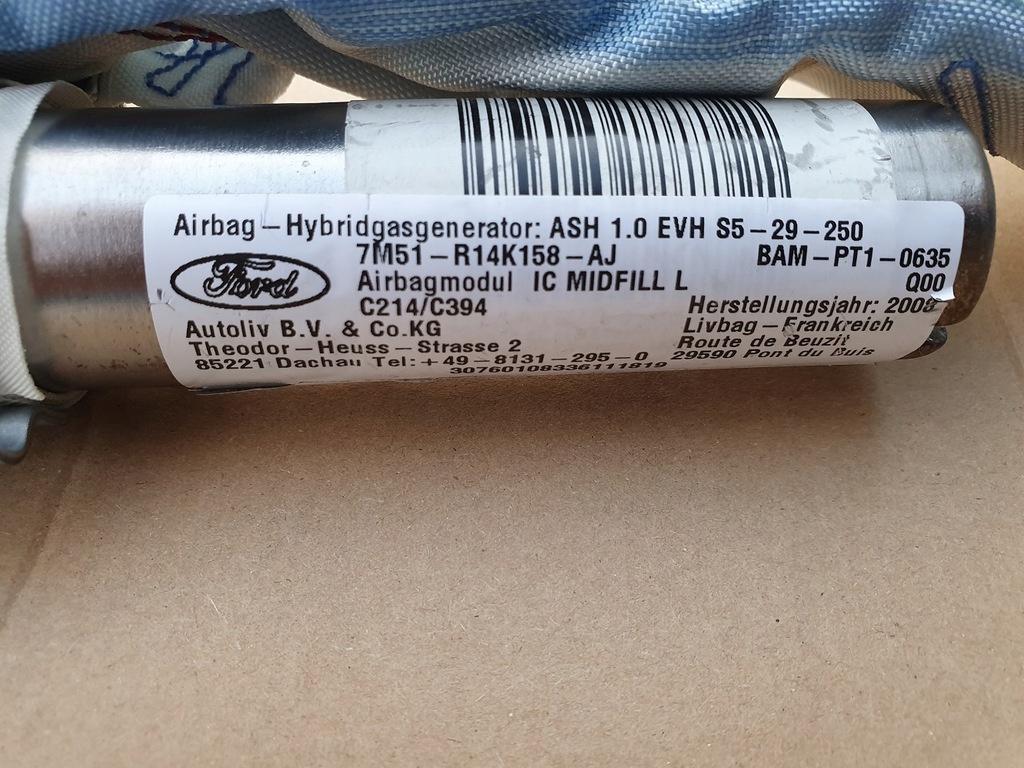 Airbag – Hybridgasgenerator: ASH 1.0 EVH S5 – 29 – 250
Ford
7M51 – R14K158 – AJ BAM – PT1 – 0635
Airbagmodul IC MIDFILL L Q00
C214/C394 Herstellungsjahr: 2008
Autoliv B.V. & Co.KG Livbag – Frankreich
Theodor – Heuss – Strasse 2 Route de Beuzit
85221 Dachau Tel: + 49 – 8131 – 295 – 0 29590 Pont du Buis
30760108336111819